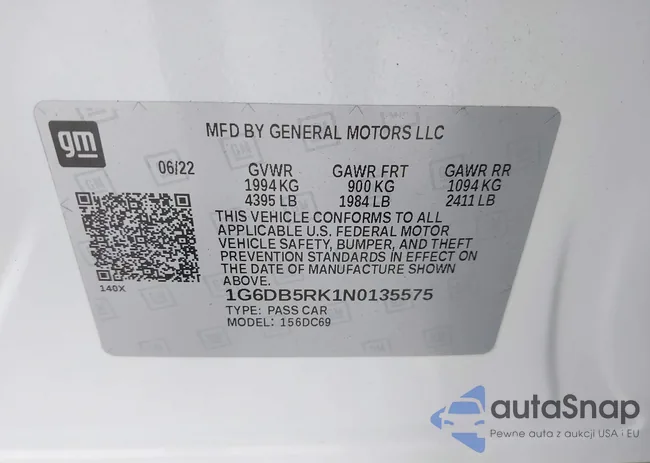 gm
MFD BY GENERAL MOTORS LLC
06/22 GVWR GAWR FRT GAWR RR
1994 KG 900 KG 1094 KG
4395 LB 1984 LB 2411 LB
THIS VEHICLE CONFORMS TO ALL
APPLICABLE U.S. FEDERAL MOTOR
VEHICLE SAFETY, BUMPER, AND THEFT
PREVENTION STANDARDS IN EFFECT ON
THE DATE OF MANUFACTURE SHOWN
ABOVE.
140X
1G6DB5RK1N0135575
TYPE: PASS CAR
MODEL: 156DC69
autaSnap
Pewne auta z aukcji USA i EU